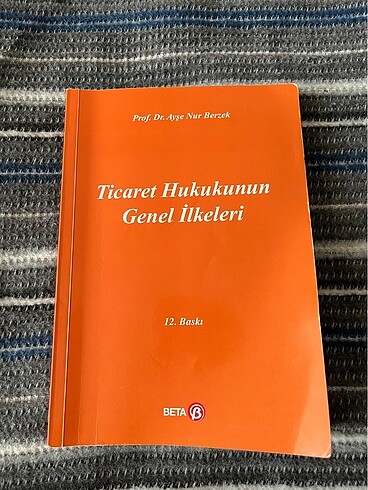 Prof. Dr. Ayşe Nur Berzek
Ticaret Hukukunun
Genel İlkeleri
12. Baskı
BETA B